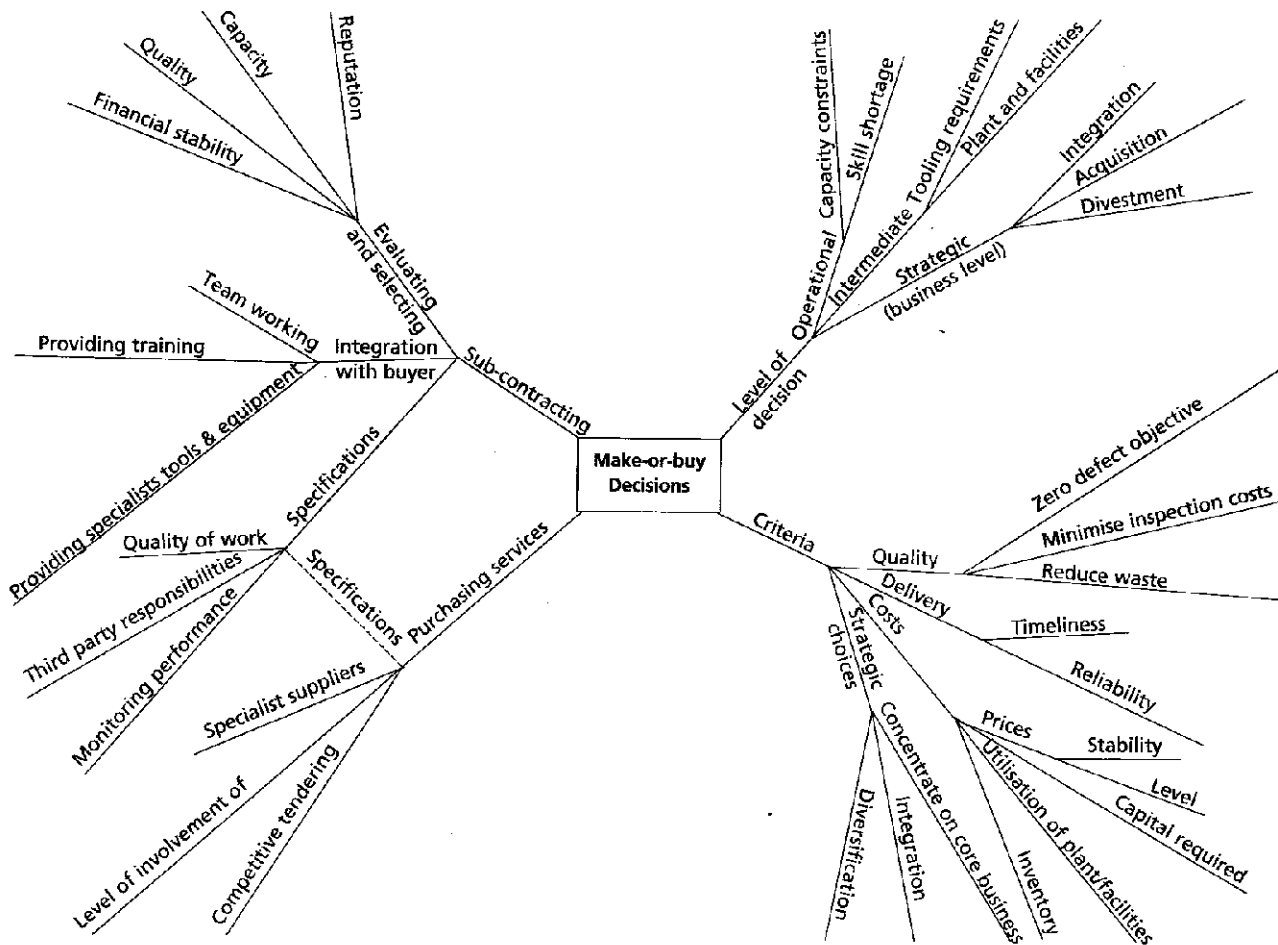 Make-or-buy
Decisions
Sub-contracting
Evaluating
and selecting
Financial stability
Quality
Capacity
Reputation
Integration
with buyer
Team working
Providing training
Providing specialists tools & equipment
Specifications
Quality of work
Third party responsibilities
Monitoring performance
Specifications
Purchasing services
Specialist suppliers
Level of involvement of
Competitive tendering
Level of
decision
Operational
Capacity constraints
Skill shortage
Intermediate
Tooling requirements
Plant and facilities
Strategic
(business level)
Integration
Acquisition
Divestment
Criteria
Quality
Zero defect objective
Minimise inspection costs
Reduce waste
Delivery
Timeliness
Reliability
Costs
Prices
Stability
Level
Capital required
Utilisation of plant/facilities
Inventory
Strategic
choices
Concentrate on core business
Integration
Diversification